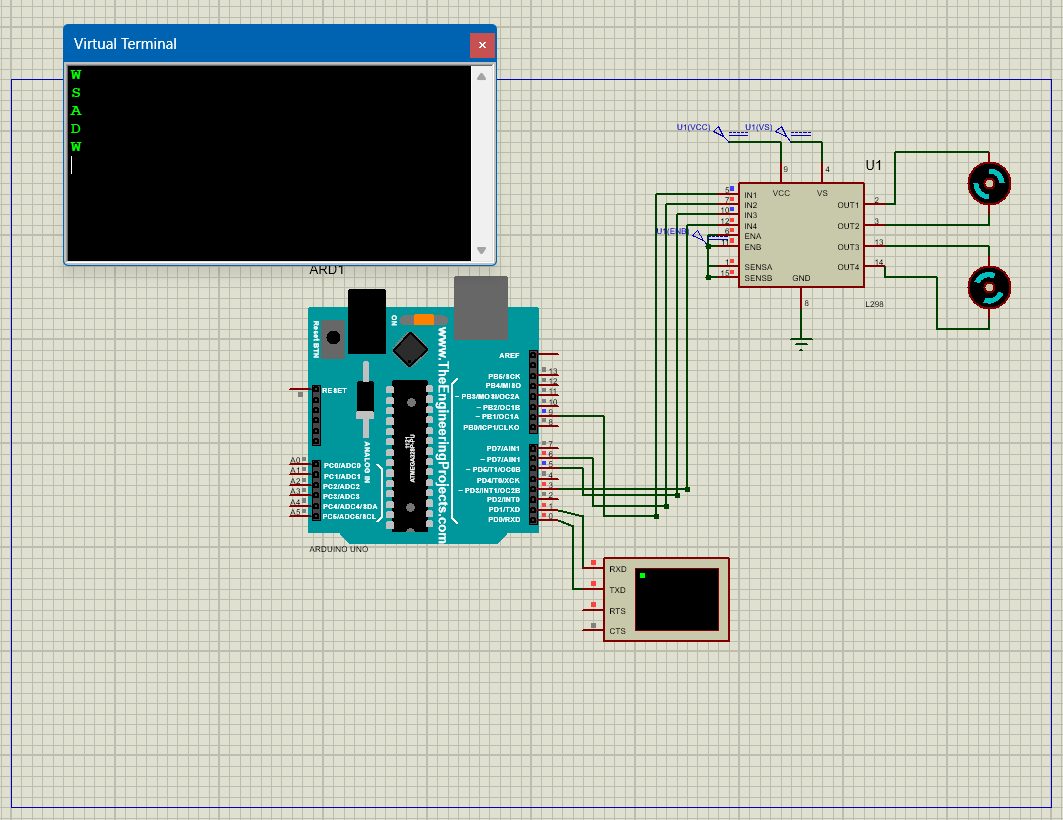 Virtual Terminal
W
S
A
D
W
U1(VCC)
U1(VS)
U1
9
4
VCC
VS
5
IN1
7
IN2
10
IN3
12
IN4
6
ENA
11
ENB
U1(ENB)
1
SENSA
15
SENSB
OUT1
2
OUT2
3
OUT3
13
OUT4
14
GND
8
L298
ARD1
Reset BTN
ON
www.TheEngineeringProjects.com
RESET
ANALOG IN
ATMEGA328P-PU
1121
A0
PC0/ADC0
A1
PC1/ADC1
A2
PC2/ADC2
A3
PC3/ADC3
A4
PC4/ADC4/SDA
A5
PC5/ADC5/SCL
AREF
PB5/SCK
13
PB4/MISO
12
~ PB3/MOSI/OC2A
11
~ PB2/OC1B
10
~ PB1/OC1A
9
PB0/ICP1/CLKO
8
PD7/AIN1
7
~ PD7/AIN1
6
~ PD5/T1/OC0B
5
PD4/T0/XCK
4
~ PD3/INT1/OC2B
3
PD2/INT0
2
PD1/TXD
1
PD0/RXD
0
ARDUINO UNO
RXD
TXD
RTS
CTS